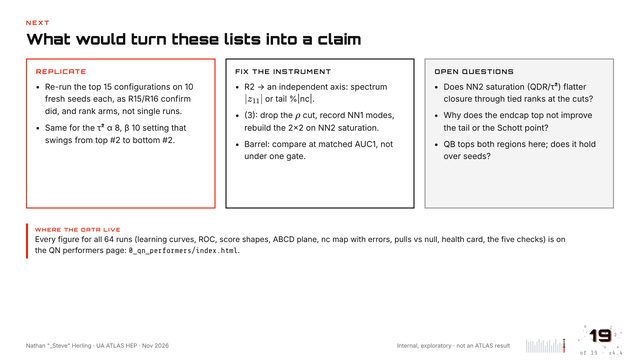 NEXT
What would turn these lists into a claim
REPLICATE
• Re-run the top 15 configurations on 10
fresh seeds each, as R15/R16 confirm
did, and rank arms, not single runs.
• Same for the τ² α 8, β 10 setting that
swings from top #2 to bottom #2.
FIX THE INSTRUMENT
• R2 → an independent axis: spectrum
|z₁₁| or tail %|nc|.
• (3): drop the ρ cut, record NN1 modes,
rebuild the 2×2 on NN2 saturation.
• Barrel: compare at matched AUC1, not
under one gate.
OPEN QUESTIONS
• Does NN2 saturation (QDR/τ²) flatter
closure through tied ranks at the cuts?
• Why does the endcap top not improve
the tail or the Schott point?
• QB tops both regions here; does it hold
over seeds?
WHERE THE DATA LIVE
Every figure for all 64 runs (learning curves, ROC, score shapes, ABCD plane, nc map with errors, pulls vs null, health card, the five checks) is on
the QN performers page: 0_qn_performers/index.html.
Nathan "_Steve" Herling · UA ATLAS HEP · Nov 2026
Internal, exploratory · not an ATLAS result
19
of 19 · v4.4